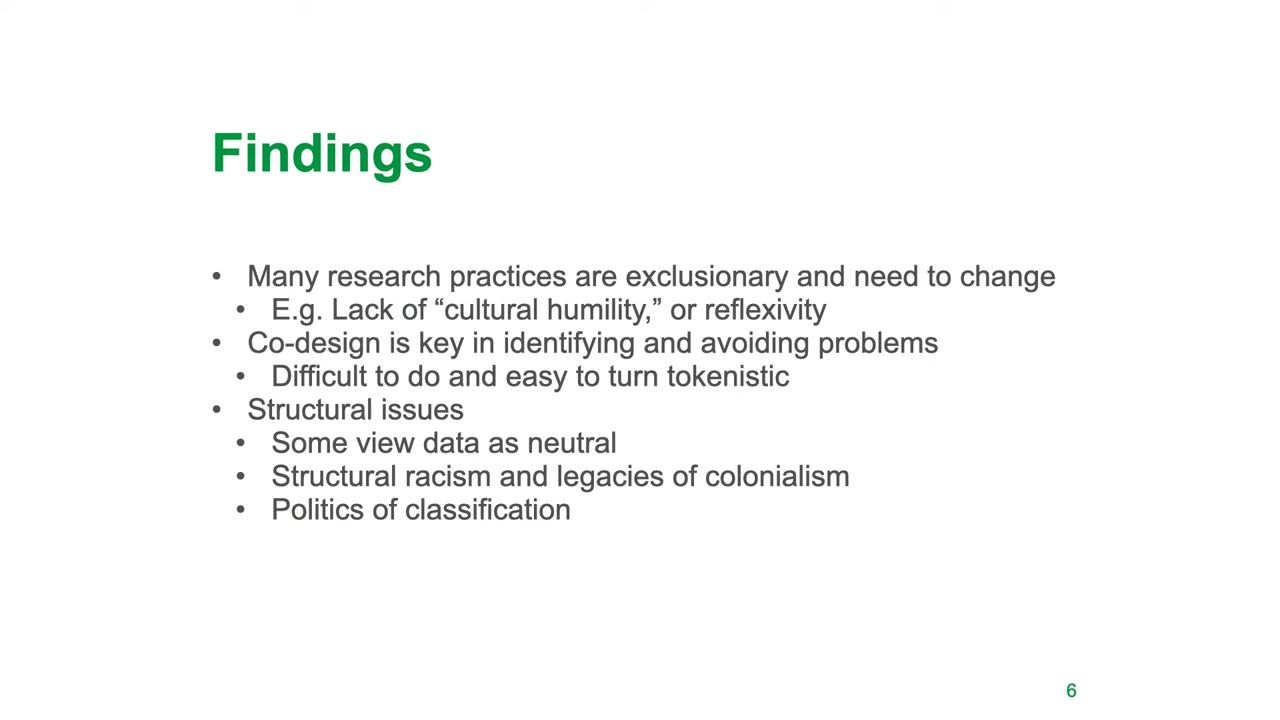 Findings
• Many research practices are exclusionary and need to change
• E.g. Lack of “cultural humility,” or reflexivity
• Co-design is key in identifying and avoiding problems
• Difficult to do and easy to turn tokenistic
• Structural issues
• Some view data as neutral
• Structural racism and legacies of colonialism
• Politics of classification
6